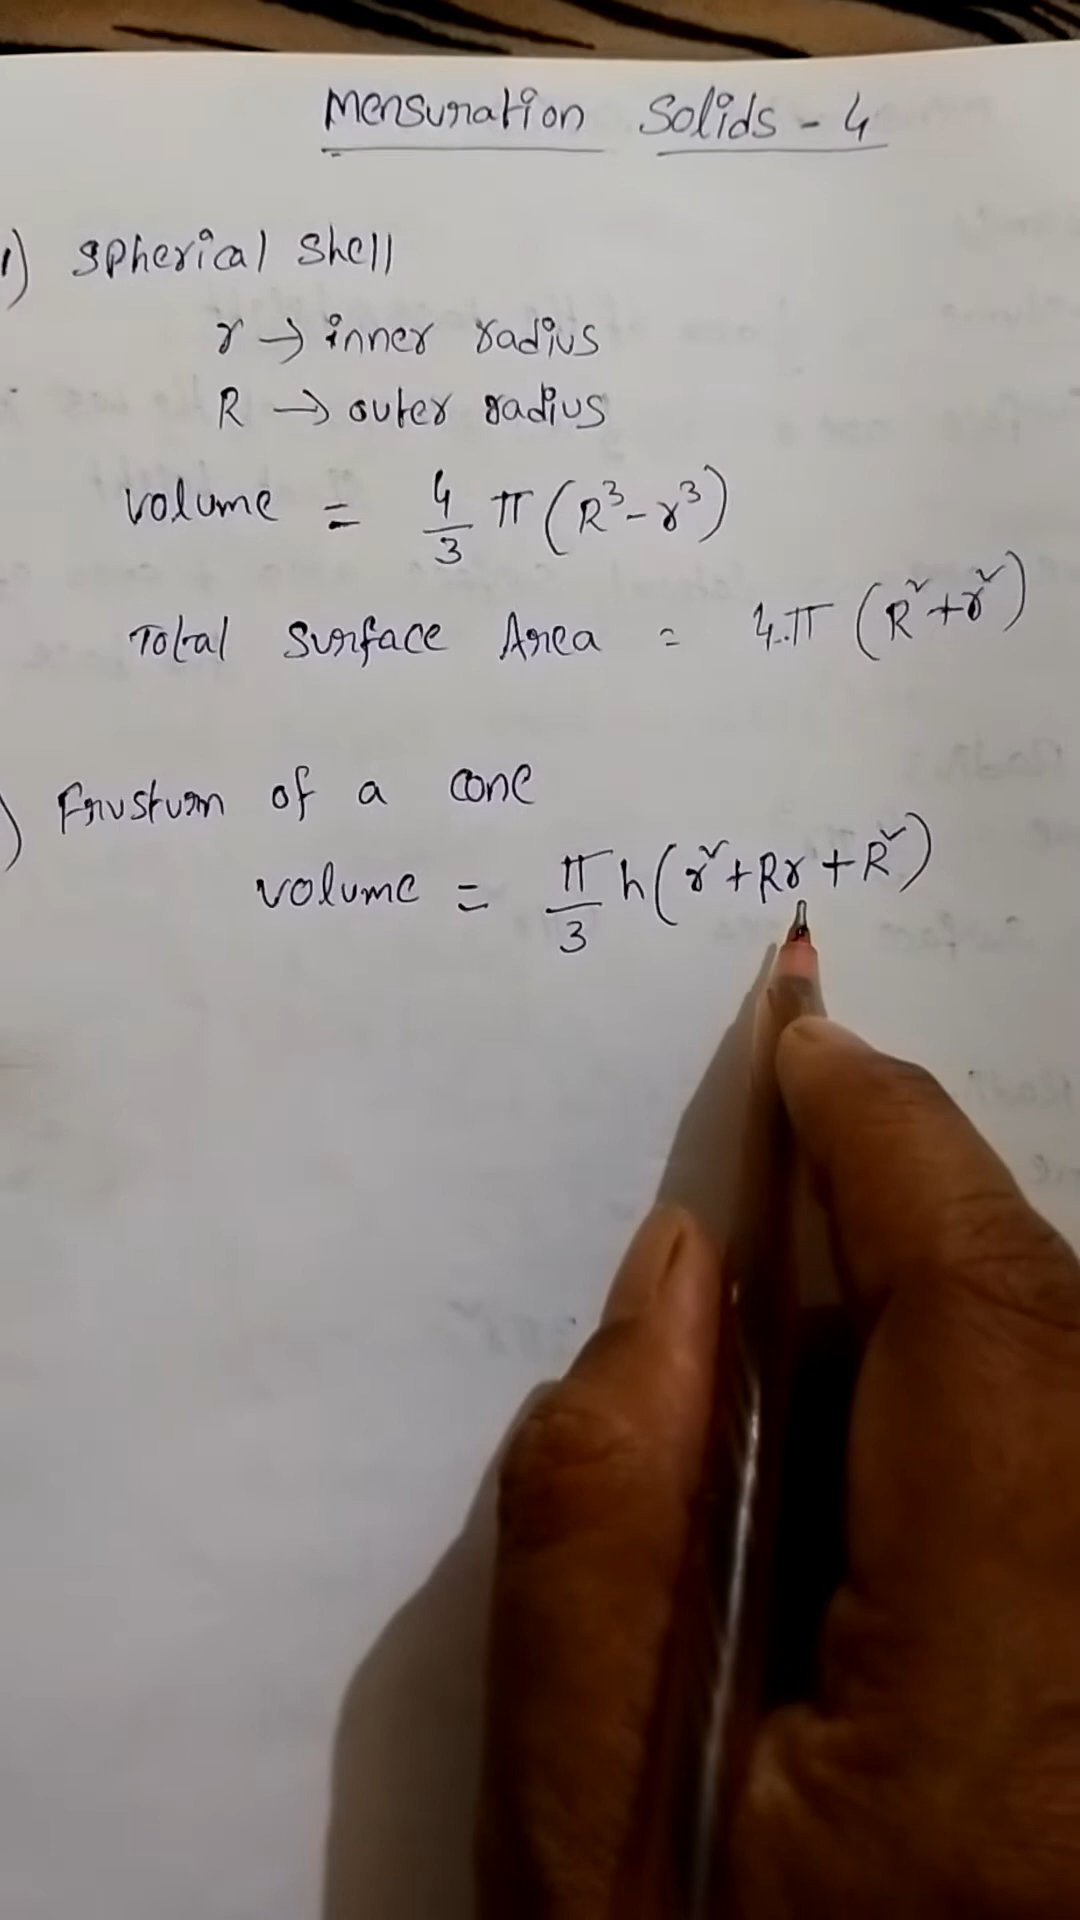 Mensuration Solids - 4
1) Spherical Shell
r → inner radius
R → outer radius
Volume = 4/3 π (R³ - r³)
Total Surface Area = 4π (R² + r²)
) Frustum of a cone
Volume = π/3 h (r² + Rr + R²)